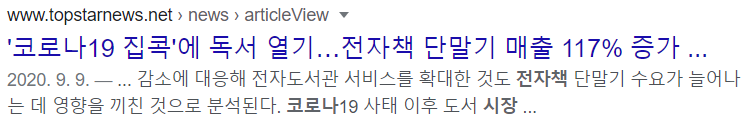 www.topstarnews.net › news › articleView
'코로나19 집콕'에 독서 열기...전자책 단말기 매출 117% 증가 ...
2020. 9. 9. — ... 감소에 대응해 전자도서관 서비스를 확대한 것도 전자책 단말기 수요가 늘어나
는 데 영향을 끼친 것으로 분석된다. 코로나19 사태 이후 도서 시장 ...